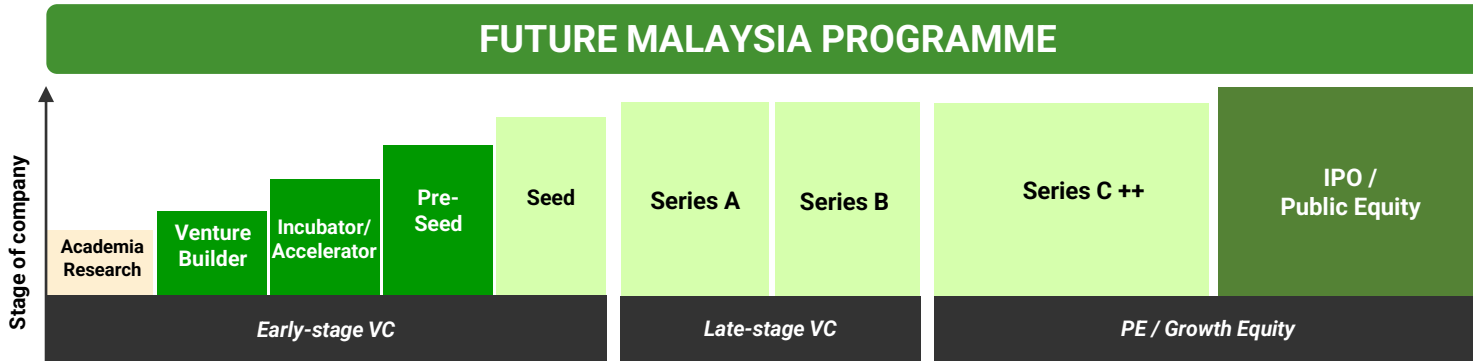 FUTURE MALAYSIA PROGRAMME
Stage of company
Academia
Research
Venture
Builder
Incubator/
Accelerator
Pre-
Seed
Seed
Series A
Series B
Series C ++
IPO /
Public Equity
Early-stage VC
Late-stage VC
PE / Growth Equity